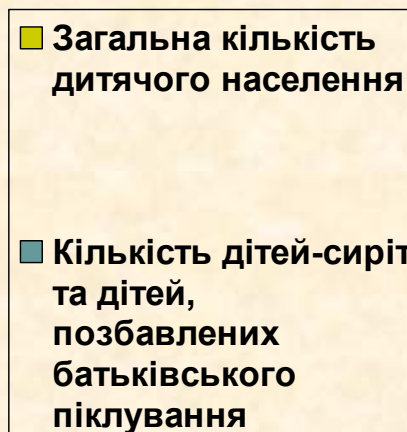 Загальна кількість
дитячого населення
Кількість дітей-сиріт
та дітей,
позбавлених
батьківського
піклування